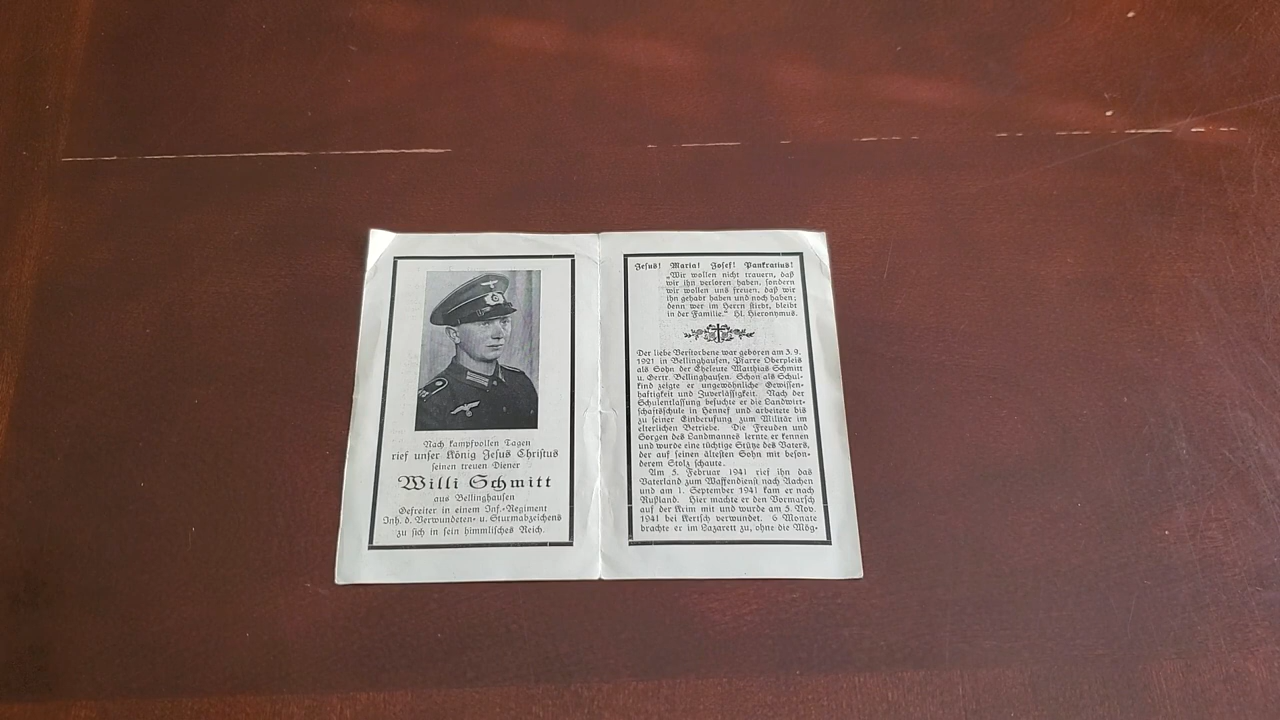 Nach kampfvollen Tagen
rief unser König Jesus Christus
seinen treuen Diener
Willi Schmitt
aus Bellinghausen
Gefreiter in einem Inf.-Regiment
Inh. d. Verwundeten- u. Sturmabzeichens
zu sich in sein himmlisches Reich.
Jesus! Maria! Josef! Pankratius!
„Wir wollen nicht trauern, daß
wir ihn verloren haben, sondern
wir wollen uns freuen, daß wir
ihn gehabt haben und noch haben;
denn wer im Herrn stirbt, bleibt
in der Familie.“ Hl. Hieronymus.
Der liebe Verstorbene war geboren am 3. 9.
1921 in Bellinghausen, Pfarre Oberpleis
als Sohn der Eheleute Matthias Schmitt
u. Gertr. Bellinghausen. Schon als Schul-
kind zeigte er ungewöhnliche Gewissen-
haftigkeit und Zuverlässigkeit. Nach der
Schulentlassung besuchte er die Landwirt-
schaftsschule in Hennef und arbeitete bis
zu seiner Einberufung zum Militär im
elterlichen Betriebe. Die Freuden und
Sorgen des Landmannes lernte er kennen
und wurde eine tüchtige Stütze des Vaters,
der auf seinen ältesten Sohn mit beson-
derem Stolz schaute.
Am 5. Februar 1941 rief ihn das
Vaterland zum Waffendienst nach Aachen
und am 1. September 1941 kam er nach
Rußland. Hier machte er den Vormarsch
auf der Krim mit und wurde am 5. Nov.
1941 bei Kertsch verwundet. 6 Monate
brachte er im Lazarett zu, ohne die Mög-